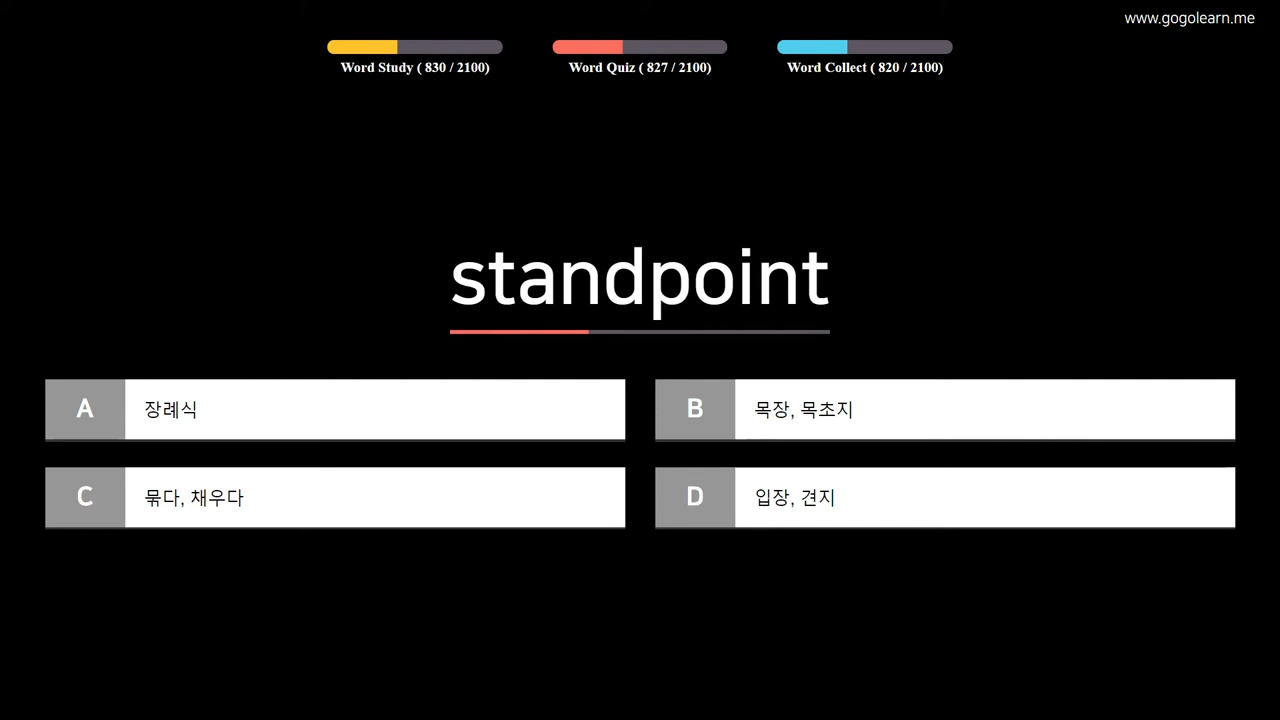 www.gogolearn.me
Word Study ( 830 / 2100)
Word Quiz ( 827 / 2100)
Word Collect ( 820 / 2100)
standpoint
A 장례식
B 목장, 목초지
C 묶다, 채우다
D 입장, 견지